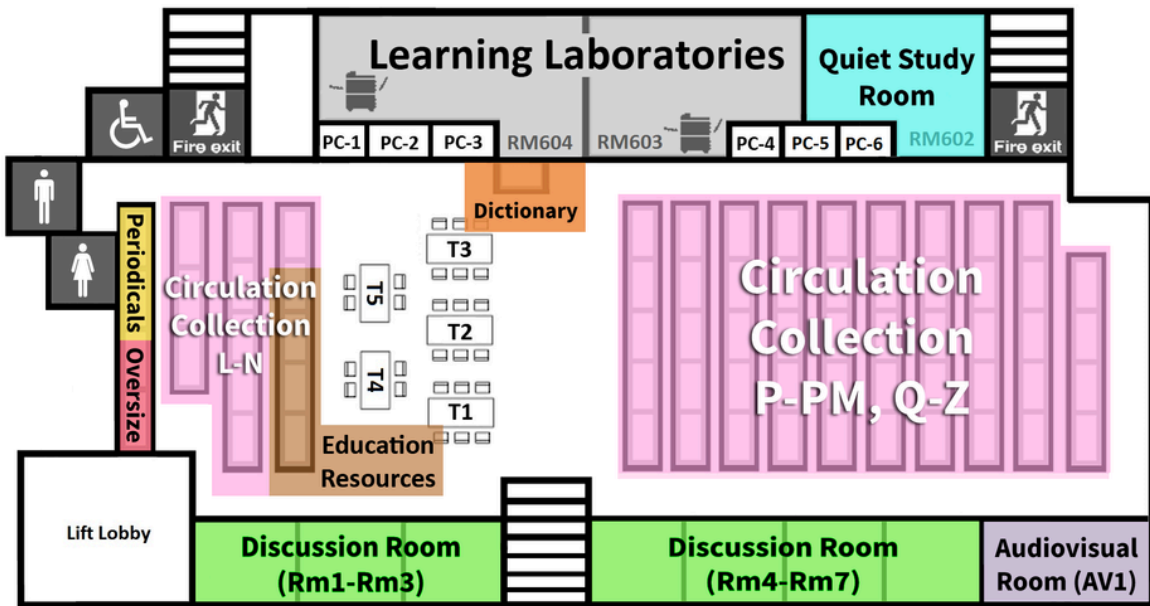 Learning Laboratories
Quiet Study
Room
Fire exit
PC-1
PC-2
PC-3
RM604
RM603
PC-4
PC-5
PC-6
RM602
Fire exit
Dictionary
Periodicals
Oversize
Circulation
Collection
L-N
T3
T5
T2
T4
T1
Circulation
Collection
P-PM, Q-Z
Education
Resources
Lift Lobby
Discussion Room
(Rm1-Rm3)
Discussion Room
(Rm4-Rm7)
Audiovisual
Room (AV1)